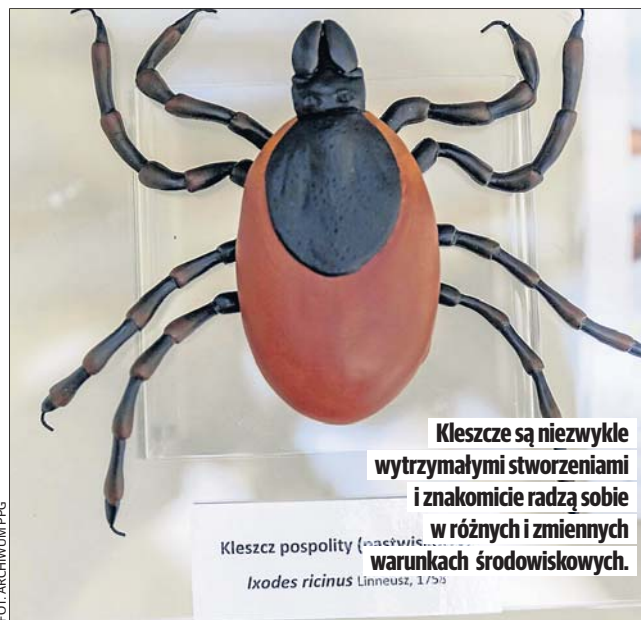 Kleszcze są niezwykle
wytrzymałymi stworzeniami
i znakomicie radzą sobie
w różnych i zmiennych
warunkach środowiskowych.
Kleszcz pospolity
Ixodes ricinus Linneusz, 1758
FOT. ARCHIWUM PPG